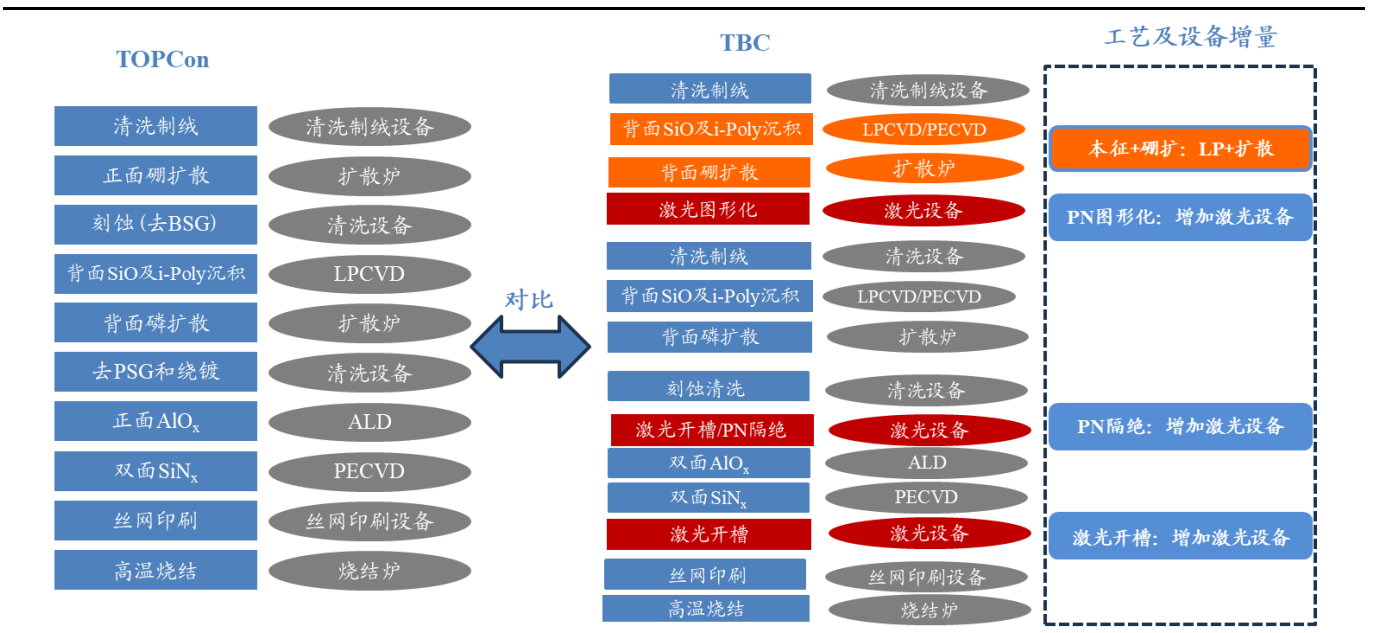 TOPCon
清洗制绒
清洗制绒设备
正面硼扩散
扩散炉
刻蚀(去BSG)
清洗设备
背面SiO及i-Poly沉积
LPCVD
背面磷扩散
扩散炉
去PSG和绕镀
清洗设备
正面AlOx
ALD
双面SiNx
PECVD
丝网印刷
丝网印刷设备
高温烧结
烧结炉
对比
TBC
清洗制绒
清洗制绒设备
背面SiO及i-Poly沉积
LPCVD/PECVD
背面硼扩散
扩散炉
激光图形化
激光设备
清洗制绒
清洗设备
背面SiO及i-Poly沉积
LPCVD/PECVD
背面磷扩散
扩散炉
刻蚀清洗
清洗设备
激光开槽/PN隔绝
激光设备
双面AlOx
ALD
双面SiNx
PECVD
激光开槽
激光设备
丝网印刷
丝网印刷设备
高温烧结
烧结炉
工艺及设备增量
本征+硼扩：LP+扩散
PN图形化：增加激光设备
PN隔绝：增加激光设备
激光开槽：增加激光设备